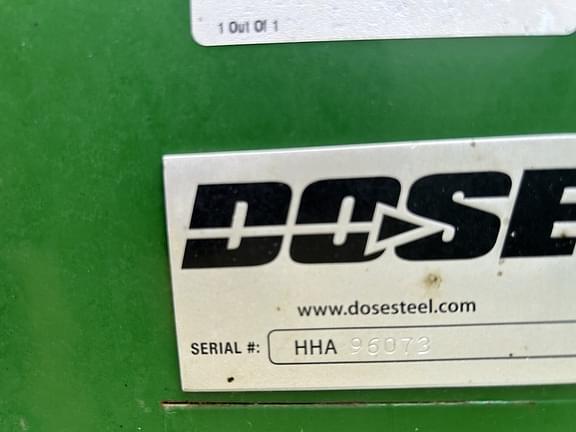 1 Out Of 1
DOSE
www.dosesteel.com
SERIAL #: HHA 96073